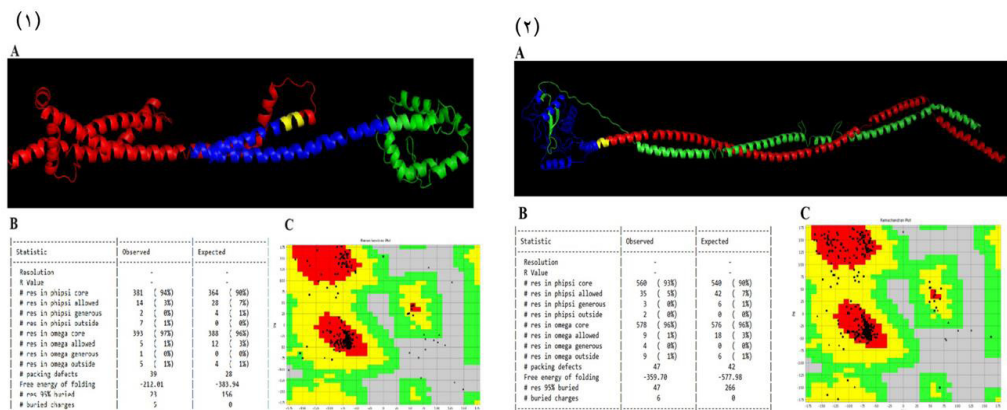 (١)
A
B
C
Statistic Observed Expected
Resolution - -
R Value - -
# res in phipsi core 381 ( 94%) 364 ( 90%)
# res in phipsi allowed 14 ( 3%) 28 ( 7%)
# res in phipsi generous 2 ( 0%) 4 ( 1%)
# res in phipsi outside 7 ( 1%) 0 ( 0%)
# res in omega core 393 ( 97%) 388 ( 96%)
# res in omega allowed 5 ( 1%) 12 ( 3%)
# res in omega generous 1 ( 0%) 0 ( 0%)
# res in omega outside 5 ( 1%) 4 ( 1%)
# packing defects 39 28
Free energy of folding -212.01 -383.94
# res 95% buried 23 156
# buried charges 5 0
Ramachandran Plot
(٢)
A
B
C
Statistic Observed Expected
Resolution - -
R Value - -
# res in phipsi core 560 ( 93%) 540 ( 90%)
# res in phipsi allowed 35 ( 5%) 42 ( 7%)
# res in phipsi generous 3 ( 0%) 6 ( 1%)
# res in phipsi outside 2 ( 0%) 0 ( 0%)
# res in omega core 578 ( 96%) 576 ( 96%)
# res in omega allowed 9 ( 1%) 18 ( 3%)
# res in omega generous 4 ( 0%) 0 ( 0%)
# res in omega outside 9 ( 1%) 6 ( 1%)
# packing defects 47 42
Free energy of folding -359.70 -577.98
# res 95% buried 47 266
# buried charges 6 0
Ramachandran Plot